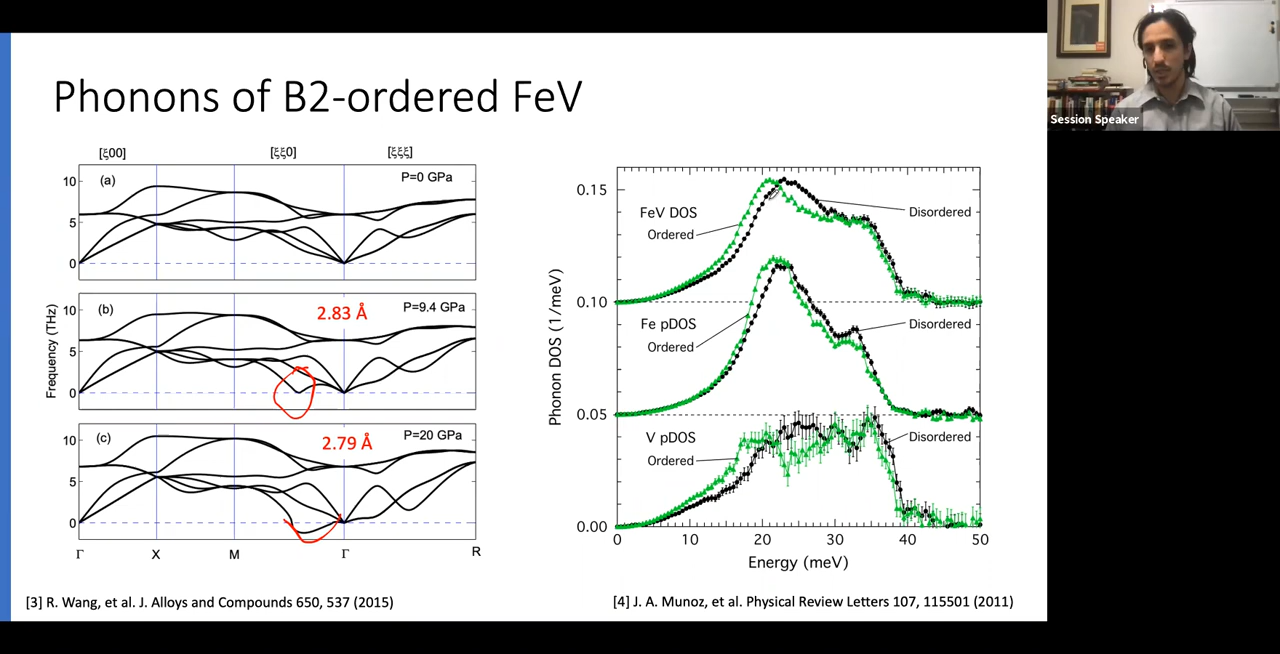 Phonons of B2-ordered FeV
Session Speaker
[ξ00] [ξξ0] [ξξξ]
(a) P=0 GPa
10
5
0
(b) 2.83 Å P=9.4 GPa
10
5
0
(c) 2.79 Å P=20 GPa
10
5
0
Frequency (THz)
Γ X M Γ R
[3] R. Wang, et al. J. Alloys and Compounds 650, 537 (2015)
Phonon DOS (1/meV)
0.15
FeV DOS
Ordered
Disordered
0.10
Fe pDOS
Ordered
Disordered
0.05
V pDOS
Ordered
Disordered
0.00
0 10 20 30 40 50
Energy (meV)
[4] J. A. Munoz, et al. Physical Review Letters 107, 115501 (2011)